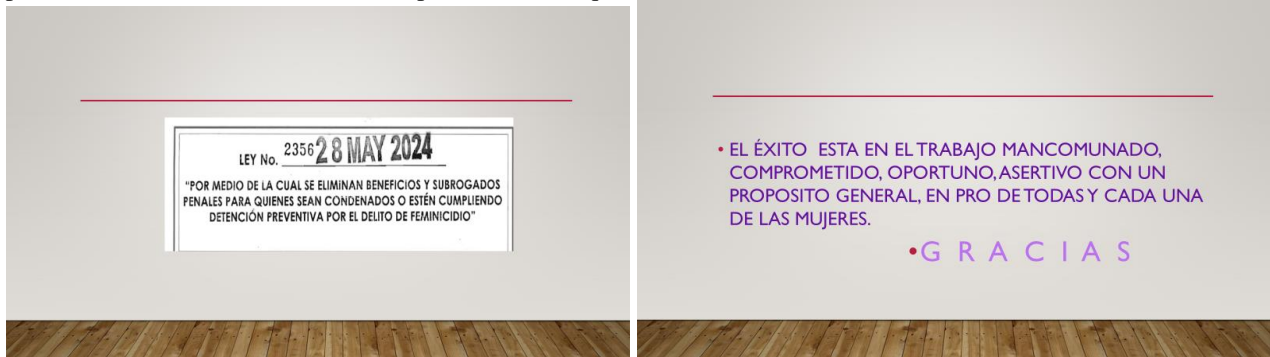 LEY No. 2356 28 MAY 2024
"POR MEDIO DE LA CUAL SE ELIMINAN BENEFICIOS Y SUBROGADOS
PENALES PARA QUIENES SEAN CONDENADOS O ESTÉN CUMPLIENDO
DETENCIÓN PREVENTIVA POR EL DELITO DE FEMINICIDIO"
• EL ÉXITO ESTA EN EL TRABAJO MANCOMUNADO,
COMPROMETIDO, OPORTUNO, ASERTIVO CON UN
PROPOSITO GENERAL, EN PRO DE TODAS Y CADA UNA
DE LAS MUJERES.
•G R A C I A S